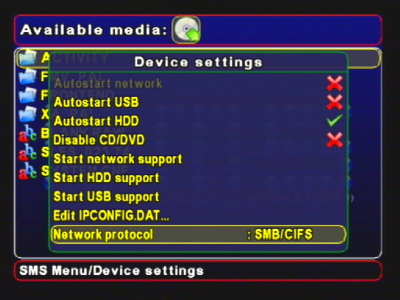 Available media:
Device settings
Autostart network
Autostart USB
Autostart HDD
Disable CD/DVD
Start network support
Start HDD support
Start USB support
Edit IPCONFIG.DAT...
Network protocol : SMB/CIFS
SMS Menu/Device settings